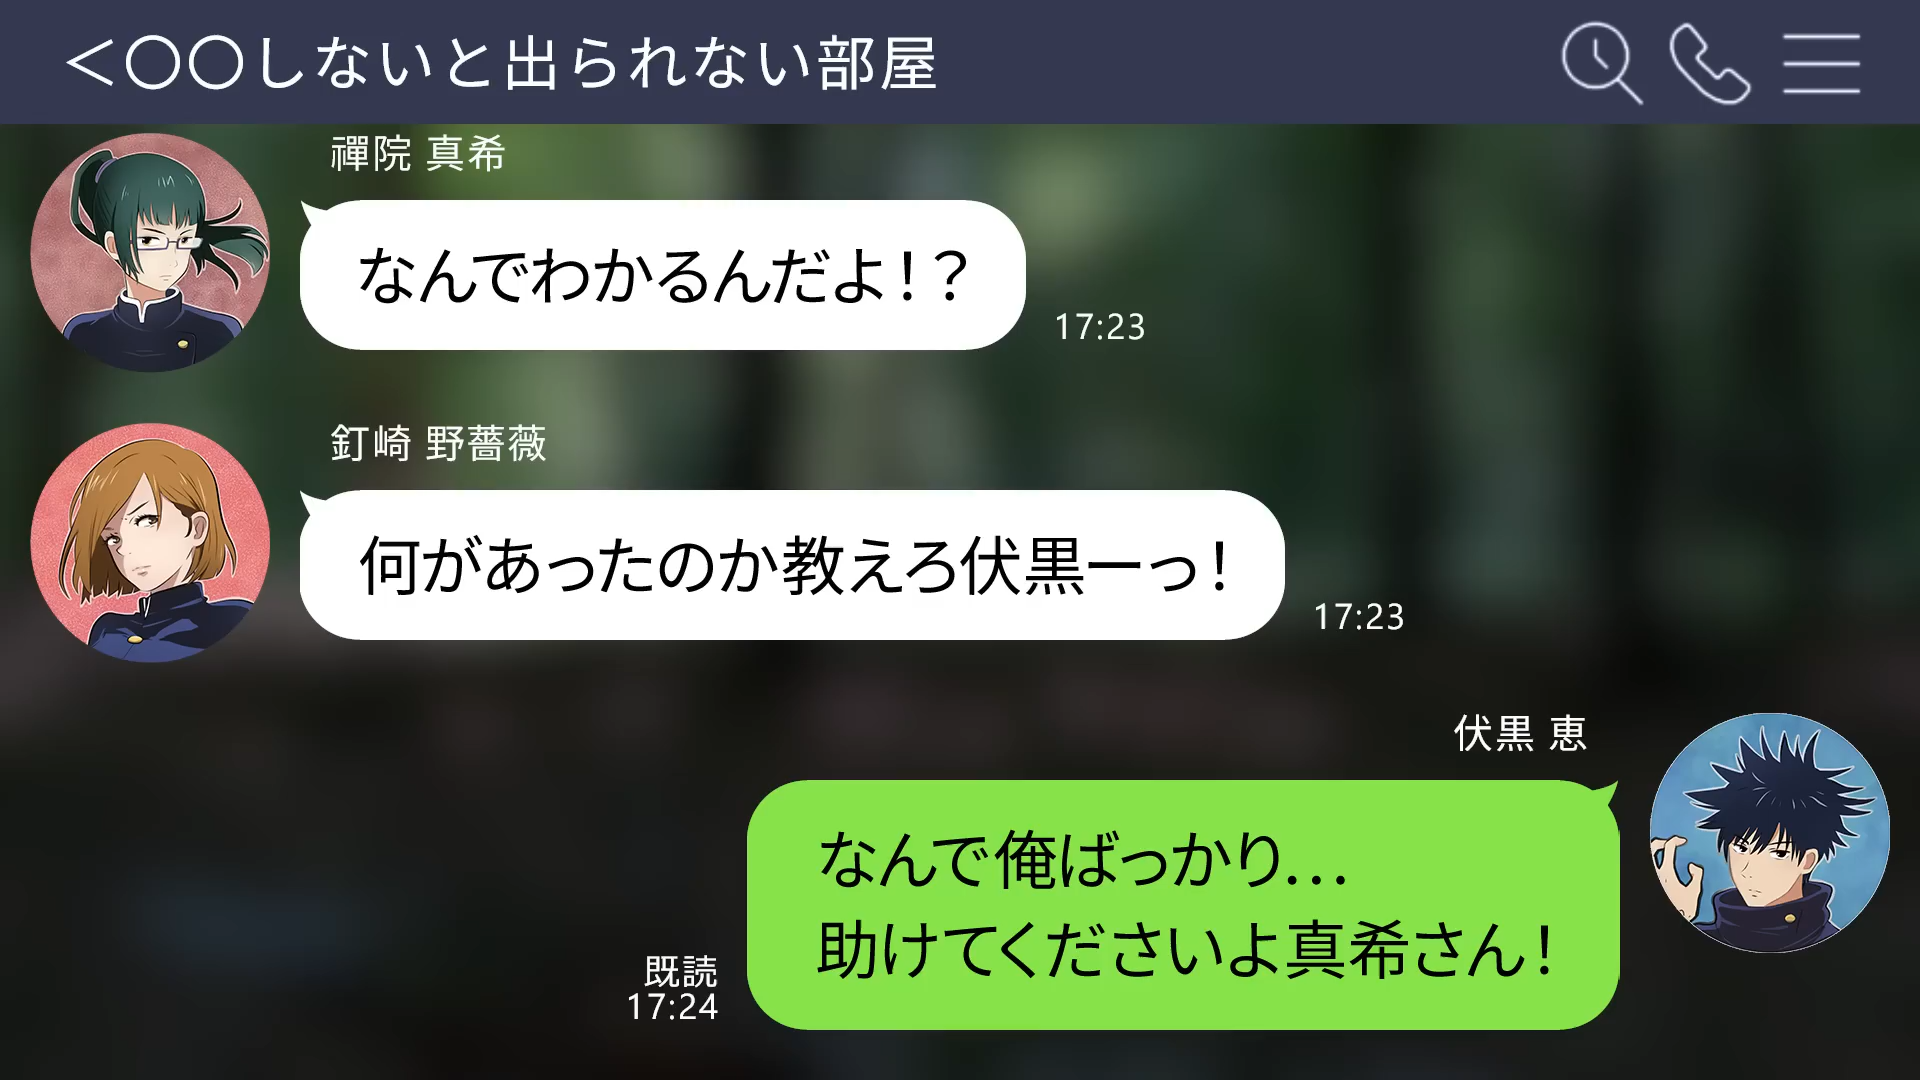 ＜〇〇しないと出られない部屋
禪院 真希
なんでわかるんだよ！？
17:23
釘崎 野薔薇
何があったのか教えろ伏黒ーっ！
17:23
伏黒 恵
なんで俺ばっかり…
助けてくださいよ真希さん！
既読
17:24